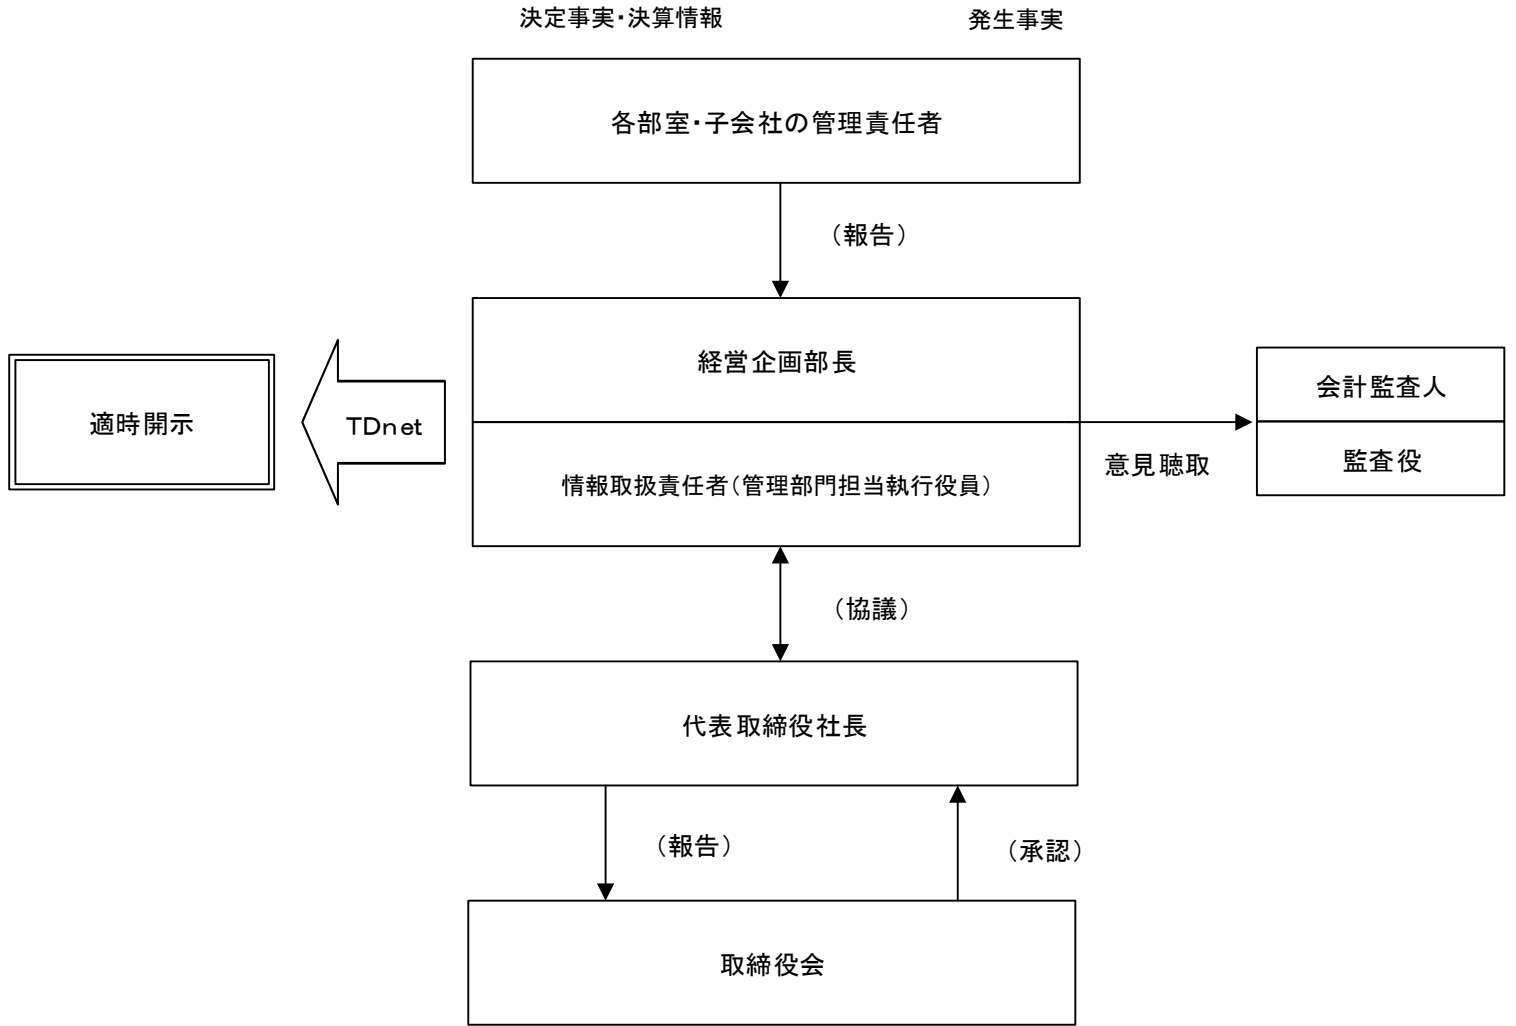 決定事実・決算情報
発生事実
各部室・子会社の管理責任者
（報告）
経営企画部長
会計監査人
適時開示
TDnet
意見聴取
監査役
情報取扱責任者（管理部門担当執行役員）
（協議）
代表取締役社長
（報告）
（承認）
取締役会